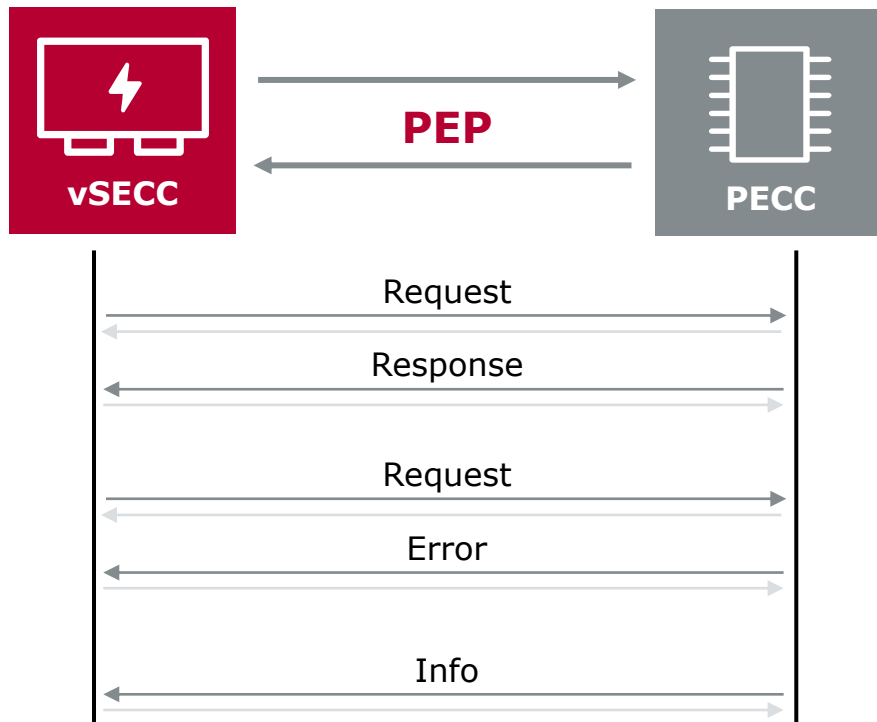 PEP
vSECC
PECC
Request
Response
Request
Error
Info